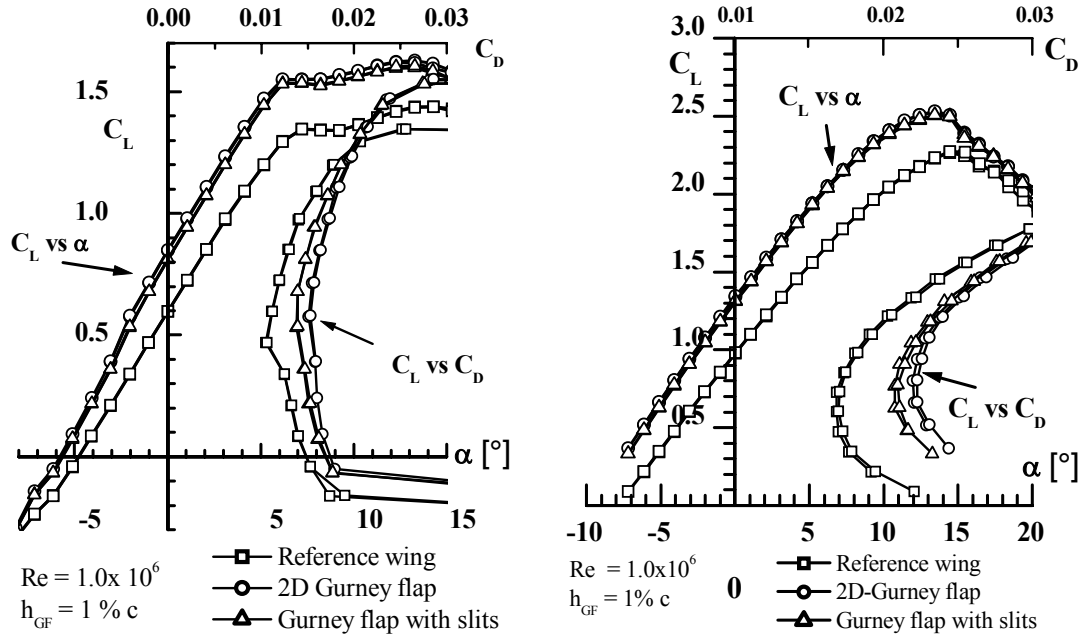 0.00 0.01 0.02 0.03
C_D
1.5
C_L
1.0
C_L vs α
0.5
C_L vs C_D
α [°]
-5 5 10 15
Re = 1.0x 10^6
h_GF = 1 % c
Reference wing
2D Gurney flap
Gurney flap with slits
0.01 0.02 0.03
3.0
C_L
C_D
C_L vs α
2.5
2.0
1.5
1.0
0.5
C_L vs C_D
α [°]
-10 -5 0 5 10 15 20
Re = 1.0x10^6
h_GF = 1% c
0
Reference wing
2D-Gurney flap
Gurney flap with slits